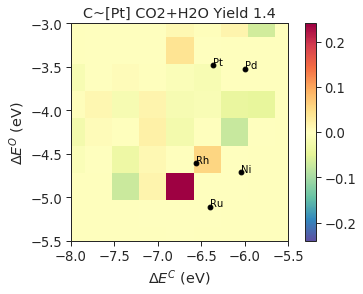 C~[Pt] CO2+H2O Yield 1.4
−3.0
−3.5
−4.0
−4.5
−5.0
−5.5
ΔE^O (eV)
Pt
Pd
Rh
Ni
Ru
−8.0 −7.5 −7.0 −6.5 −6.0 −5.5
ΔE^C (eV)
0.2
0.1
0.0
−0.1
−0.2